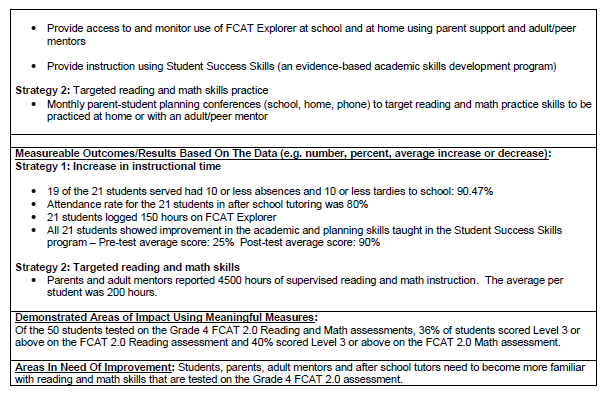 • Provide access to and monitor use of FCAT Explorer at school and at home using parent support and adult/peer
mentors
• Provide instruction using Student Success Skills (an evidence-based academic skills development program)
Strategy 2: Targeted reading and math skills practice
• Monthly parent-student planning conferences (school, home, phone) to target reading and math practice skills to be
practiced at home or with an adult/peer mentor
Measureable Outcomes/Results Based On The Data (e.g. number, percent, average increase or decrease):
Strategy 1: Increase in instructional time
• 19 of the 21 students served had 10 or less absences and 10 or less tardies to school: 90.47%
• Attendance rate for the 21 students in after school tutoring was 80%
• 21 students logged 150 hours on FCAT Explorer
• All 21 students showed improvement in the academic and planning skills taught in the Student Success Skills
program – Pre-test average score: 25%  Post-test average score: 90%
Strategy 2: Targeted reading and math skills
• Parents and adult mentors reported 4500 hours of supervised reading and math instruction.  The average per
student was 200 hours.
Demonstrated Areas of Impact Using Meaningful Measures:
Of the 50 students tested on the Grade 4 FCAT 2.0 Reading and Math assessments, 36% of students scored Level 3 or
above on the FCAT 2.0 Reading assessment and 40% scored Level 3 or above on the FCAT 2.0 Math assessment.
Areas In Need Of Improvement: Students, parents, adult mentors and after school tutors need to become more familiar
with reading and math skills that are tested on the Grade 4 FCAT 2.0 assessment.